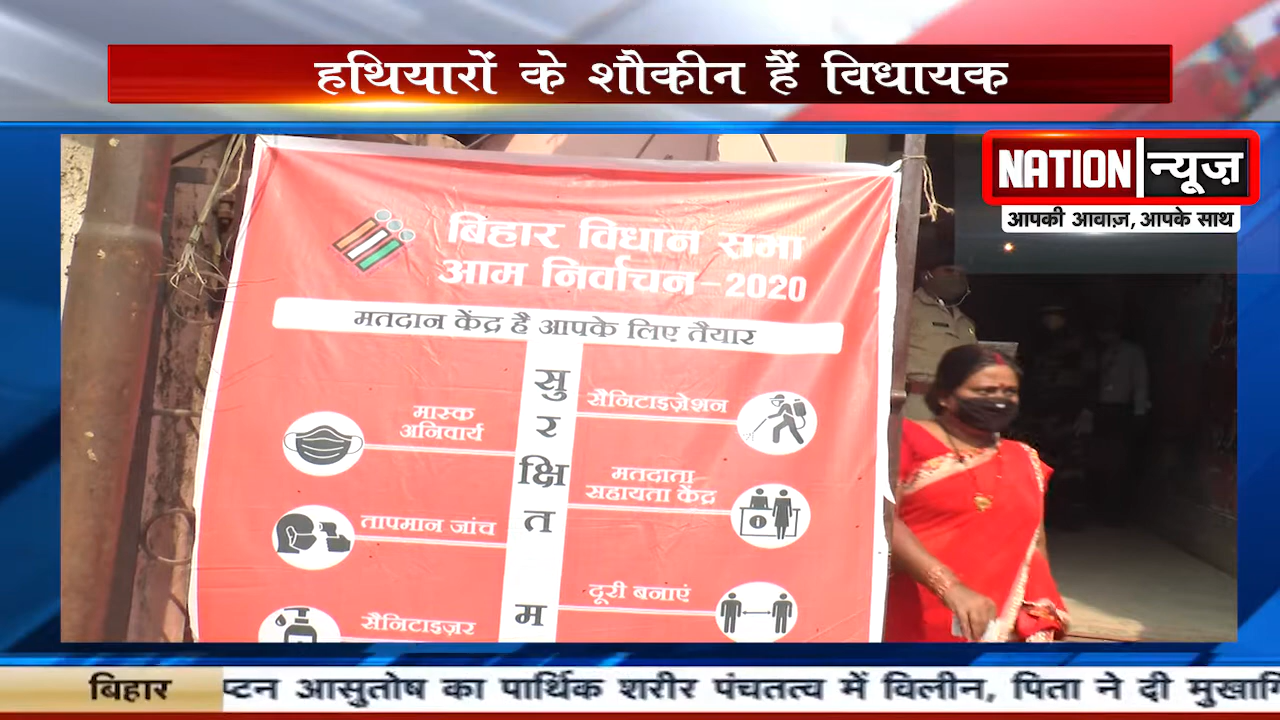 हथियारों के शौकीन हैं विधायक
NATION न्यूज़
आपकी आवाज़, आपके साथ
बिहार विधान सभा
आम निर्वाचन - 2020
मतदान केंद्र है आपके लिए तैयार
सु
र
क्षि
त
म
मास्क
अनिवार्य
तापमान जांच
सैनिटाइज़र
सैनिटाइज़ेशन
मतदाता
सहायता केंद्र
दूरी बनाएं
बिहार
आसुतोष का पार्थिक शरीर पंचतत्व में विलीन, पिता ने दी